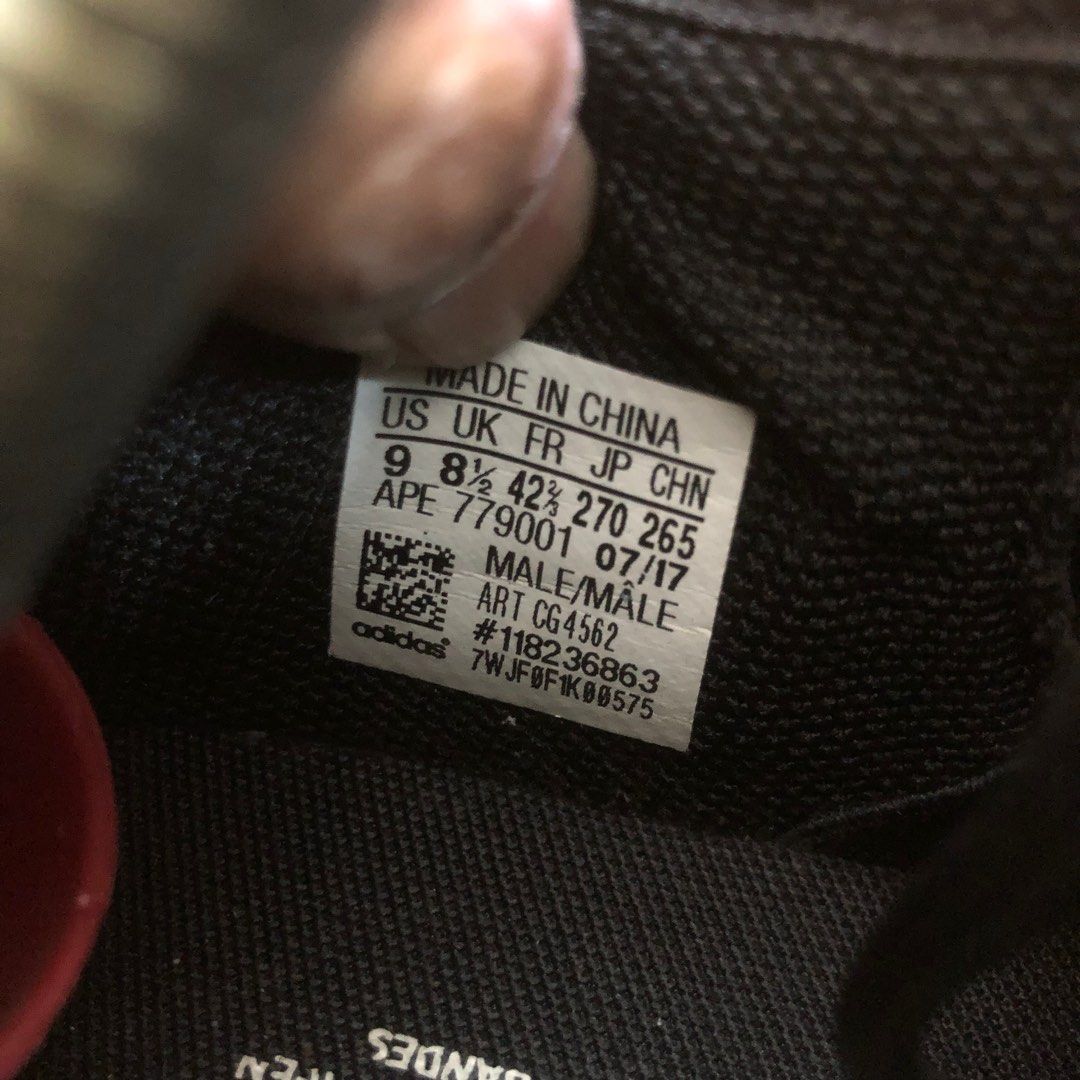 MADE IN CHINA
US UK FR JP CHN
9 8½ 42⅔ 270 265
APE 779001 07/17
MALE/MÂLE
ART CG4562
#118236863
7WJF0F1K00575
adidas
BANDES